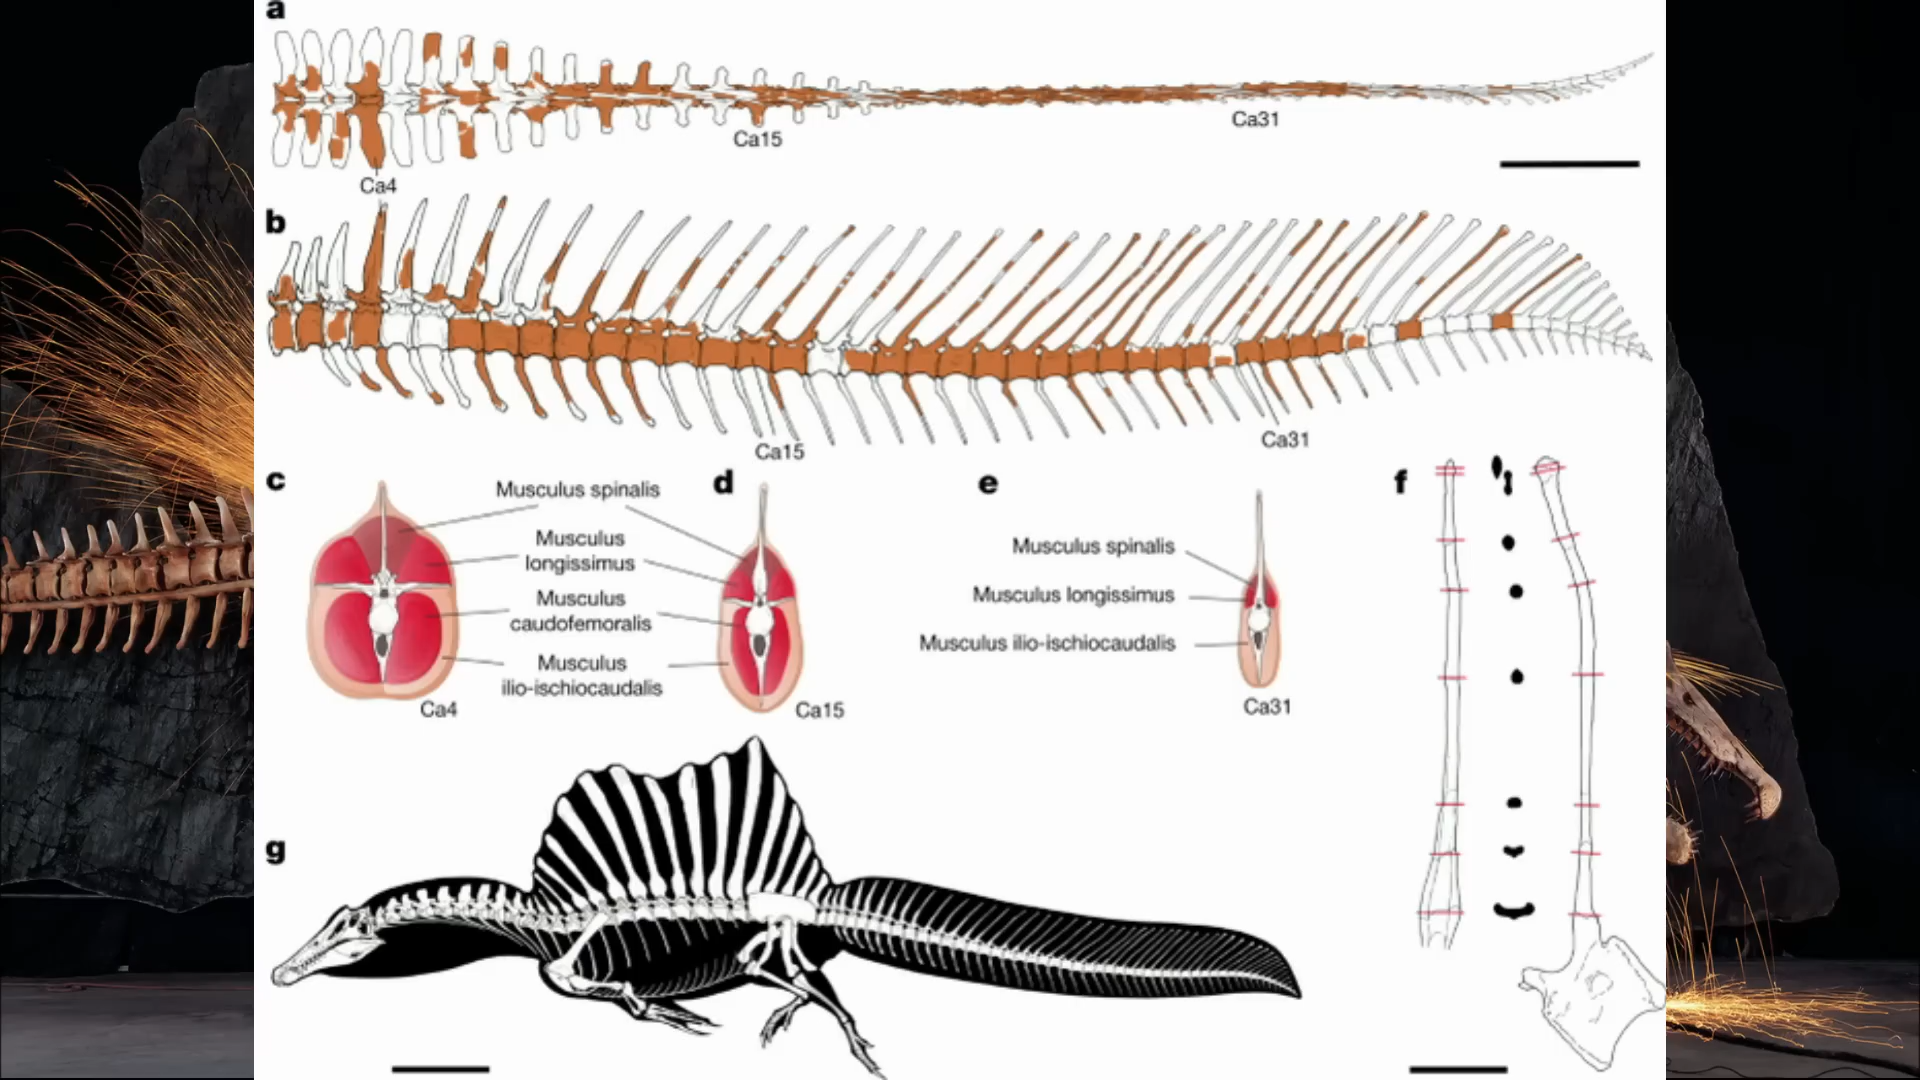 a
Ca15
Ca31
Ca4
b
Ca15
Ca31
c
Musculus spinalis
Musculus
longissimus
Musculus
caudofemoralis
Musculus
ilio-ischiocaudalis
Ca4
d
Ca15
e
Musculus spinalis
Musculus longissimus
Musculus ilio-ischiocaudalis
Ca31
f
g